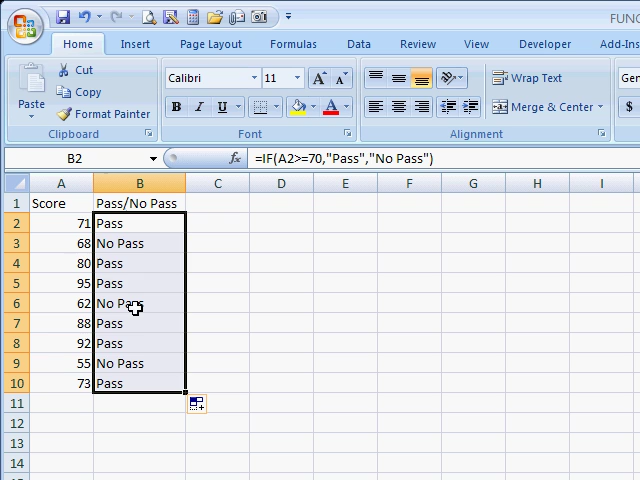 FUNC
Home Insert Page Layout Formulas Data Review View Developer Add-Ins
Paste Cut Copy Format Painter
Clipboard
Calibri 11 A A
B I U A
Font
Wrap Text
Merge & Center
Alignment
Gen
$
B2 fx =IF(A2>=70,"Pass","No Pass")
A B C D E F G H I
1 Score Pass/No Pass
2 71 Pass
3 68 No Pass
4 80 Pass
5 95 Pass
6 62 No Pass
7 88 Pass
8 92 Pass
9 55 No Pass
10 73 Pass
11
12
13
14